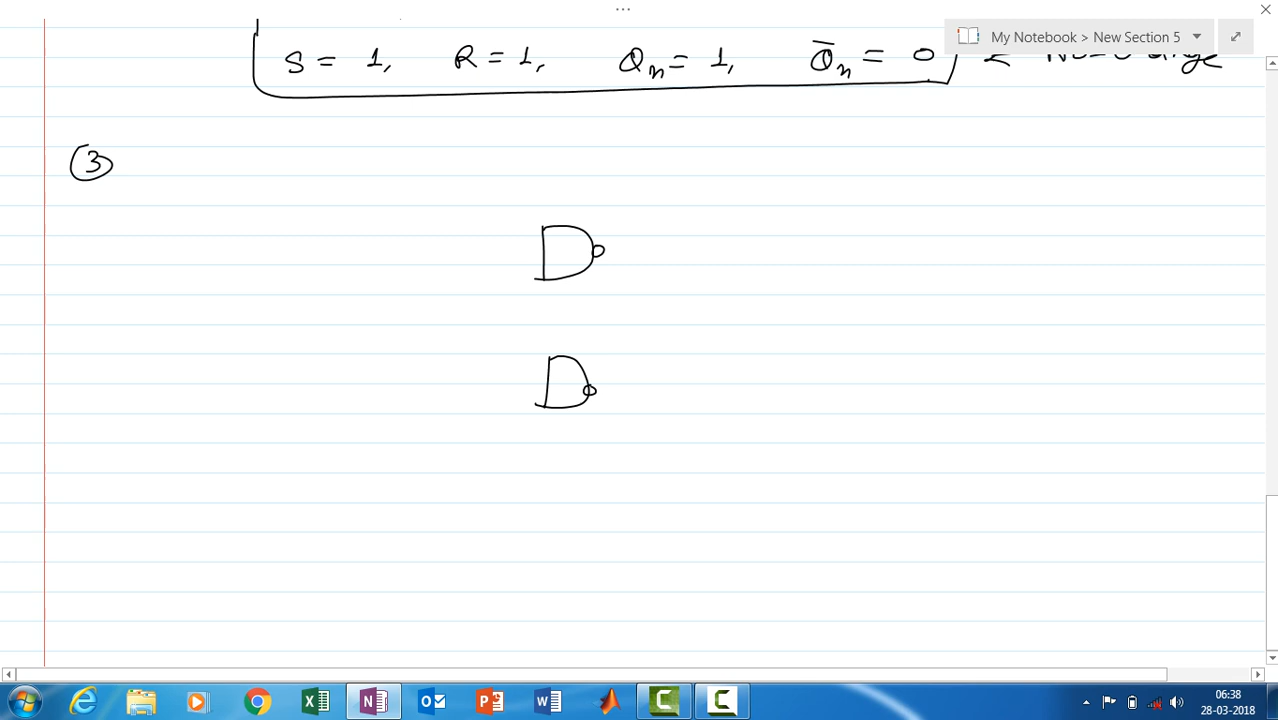 ...
My Notebook > New Section 5
S = 1, R = 1, Qn = 1, Q̅n = 0
③
06:38
28-03-2018